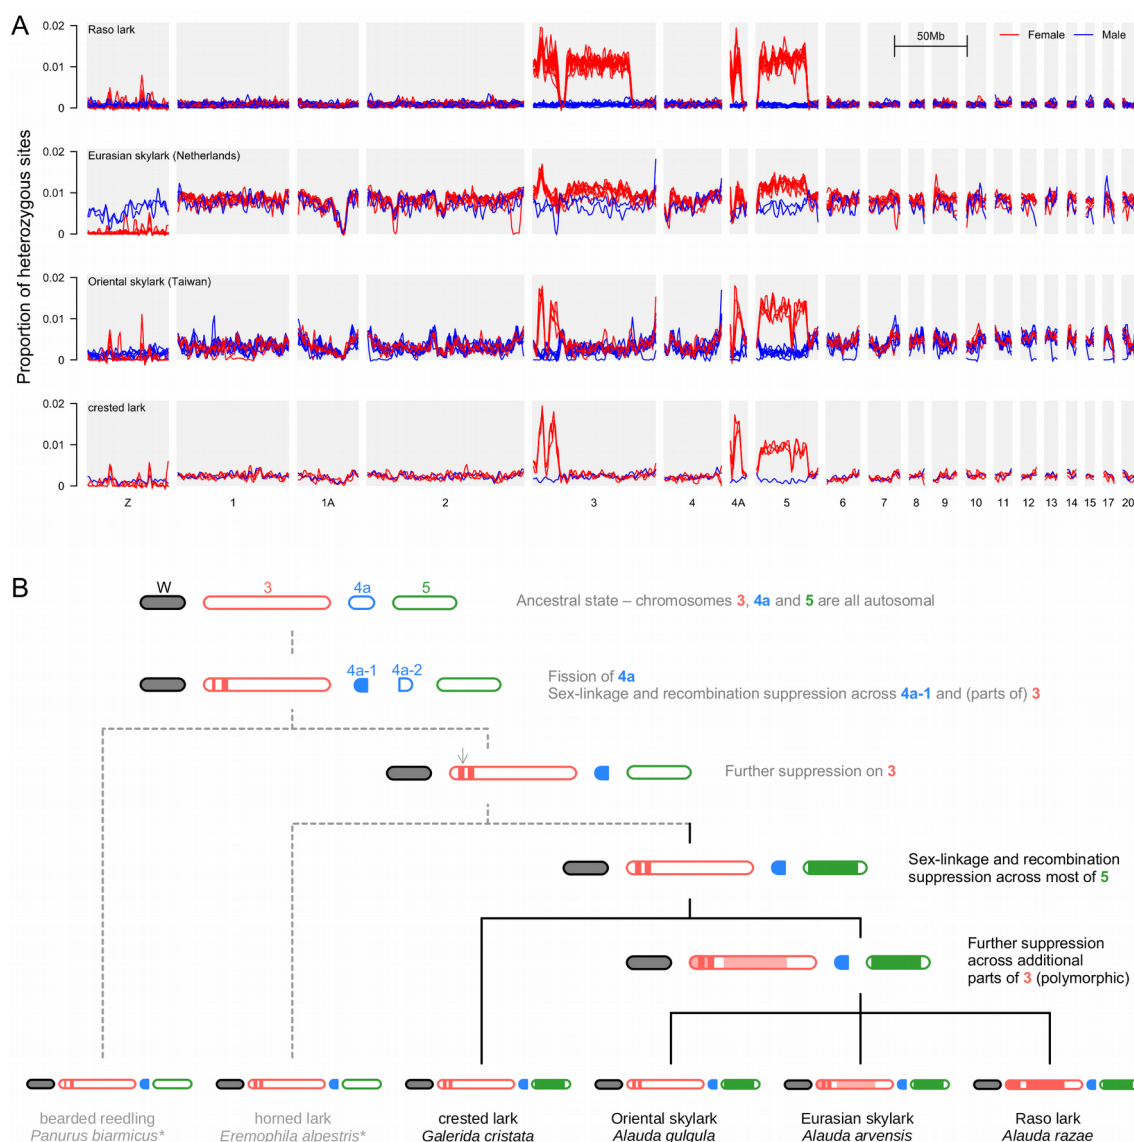 A
Proportion of heterozygous sites
0.02
0.01
0
Raso lark
50Mb
Female
Male
0.02
0.01
0
Eurasian skylark (Netherlands)
0.02
0.01
0
Oriental skylark (Taiwan)
0.02
0.01
0
crested lark
Z 1 1A 2 3 4 4A 5 6 7 8 9 10 11 12 13 14 15 17 20
B
W 3 4a 5
Ancestral state – chromosomes 3, 4a and 5 are all autosomal
4a-1 4a-2
Fission of 4a
Sex-linkage and recombination suppression across 4a-1 and (parts of) 3
Further suppression on 3
Sex-linkage and recombination
suppression across most of 5
Further suppression
across additional
parts of 3 (polymorphic)
bearded reedling
Panurus biarmicus*
horned lark
Eremophila alpestris*
crested lark
Galerida cristata
Oriental skylark
Alauda gulgula
Eurasian skylark
Alauda arvensis
Raso lark
Alauda razae